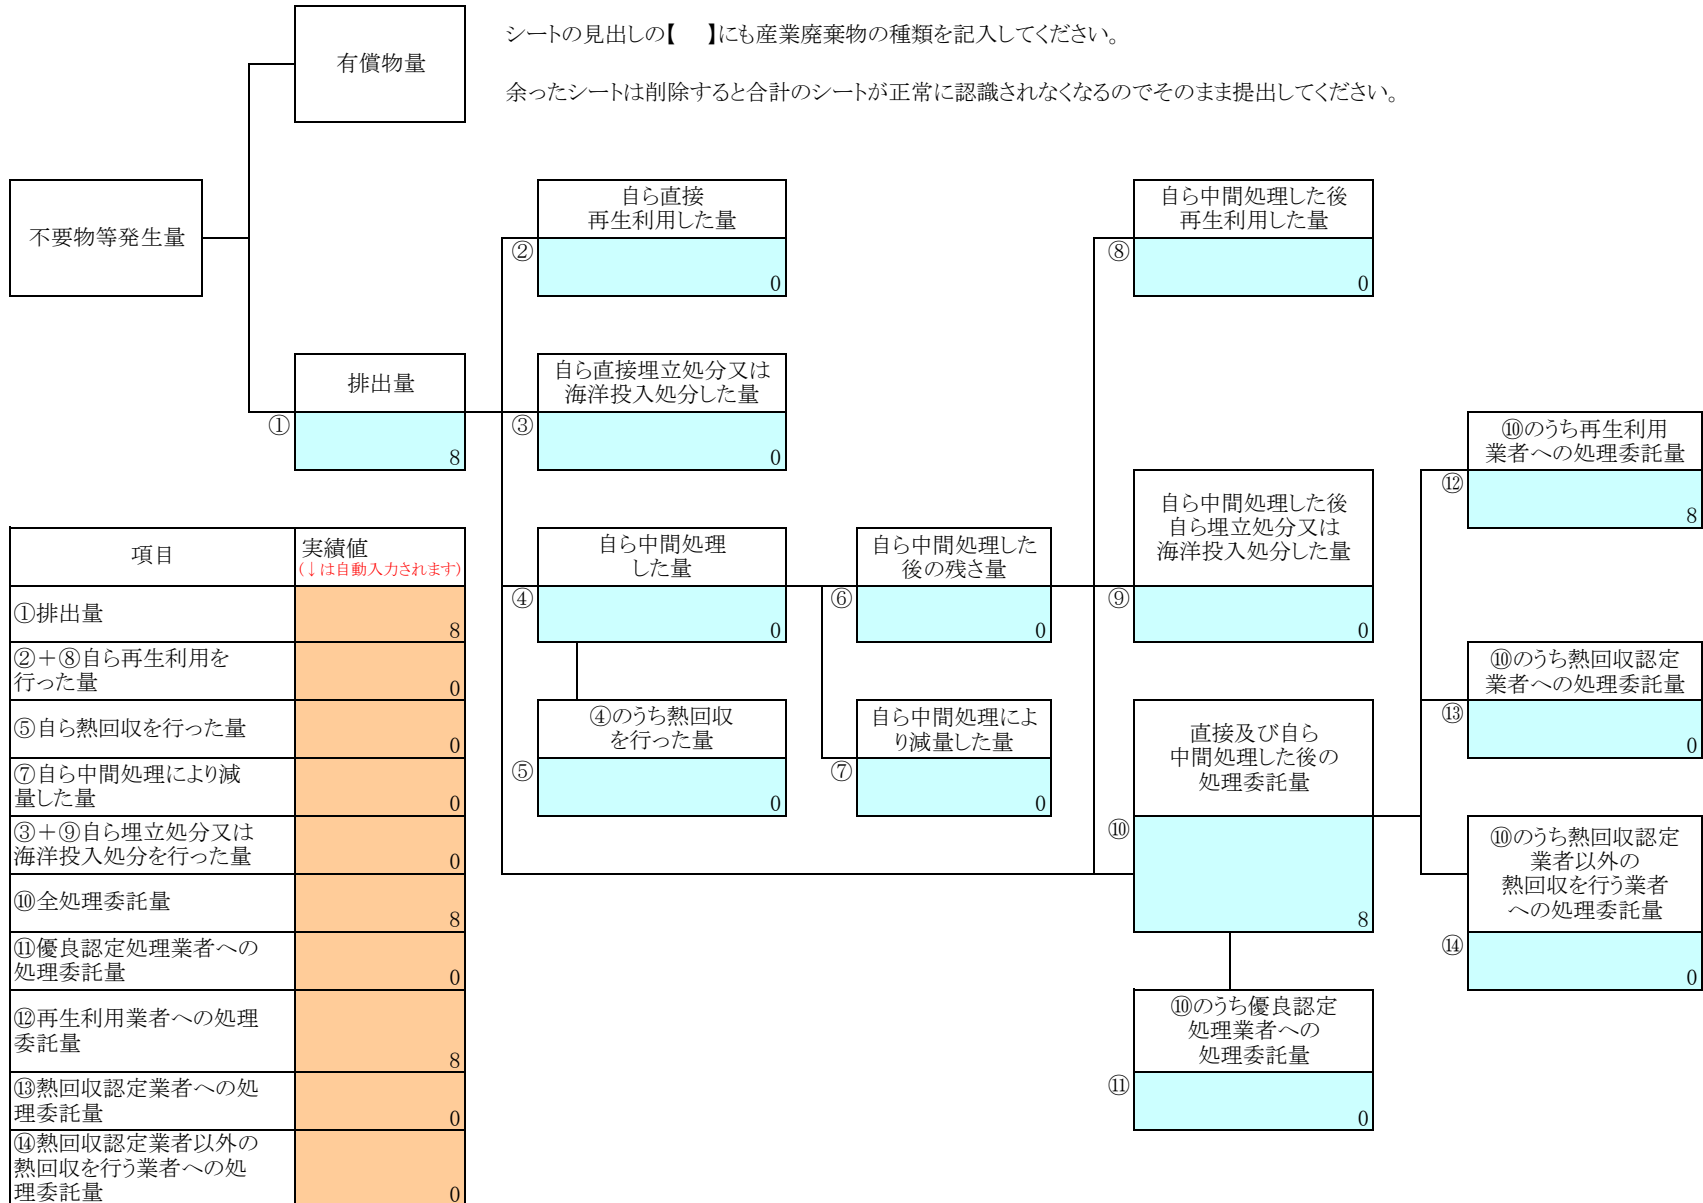 シートの見出しの【　】にも産業廃棄物の種類を記入してください。
有償物量
余ったシートは削除すると合計のシートが正常に認識されなくなるのでそのまま提出してください。
不要物等発生量
自ら直接
再生利用した量
②
0
自ら中間処理した後
再生利用した量
⑧
0
排出量
①
8
自ら直接埋立処分又は
海洋投入処分した量
③
0
⑩のうち再生利用
業者への処理委託量
⑫
8
自ら中間処理
した量
④
0
自ら中間処理した
後の残さ量
⑥
0
自ら中間処理した後
自ら埋立処分又は
海洋投入処分した量
⑨
0
⑩のうち熱回収認定
業者への処理委託量
⑬
0
④のうち熱回収
を行った量
⑤
0
自ら中間処理によ
り減量した量
⑦
0
直接及び自ら
中間処理した後の
処理委託量
⑩
8
⑩のうち熱回収認定
業者以外の
熱回収を行う業者
への処理委託量
⑭
0
⑩のうち優良認定
処理業者への
処理委託量
⑪
0
項目
実績値
(↓は自動入力されます)
①排出量
8
②＋⑧自ら再生利用を
行った量
0
⑤自ら熱回収を行った量
0
⑦自ら中間処理により減
量した量
0
③＋⑨自ら埋立処分又は
海洋投入処分を行った量
0
⑩全処理委託量
8
⑪優良認定処理業者への
処理委託量
0
⑫再生利用業者への処理
委託量
8
⑬熱回収認定業者への処
理委託量
0
⑭熱回収認定業者以外の
熱回収を行う業者への処
理委託量
0